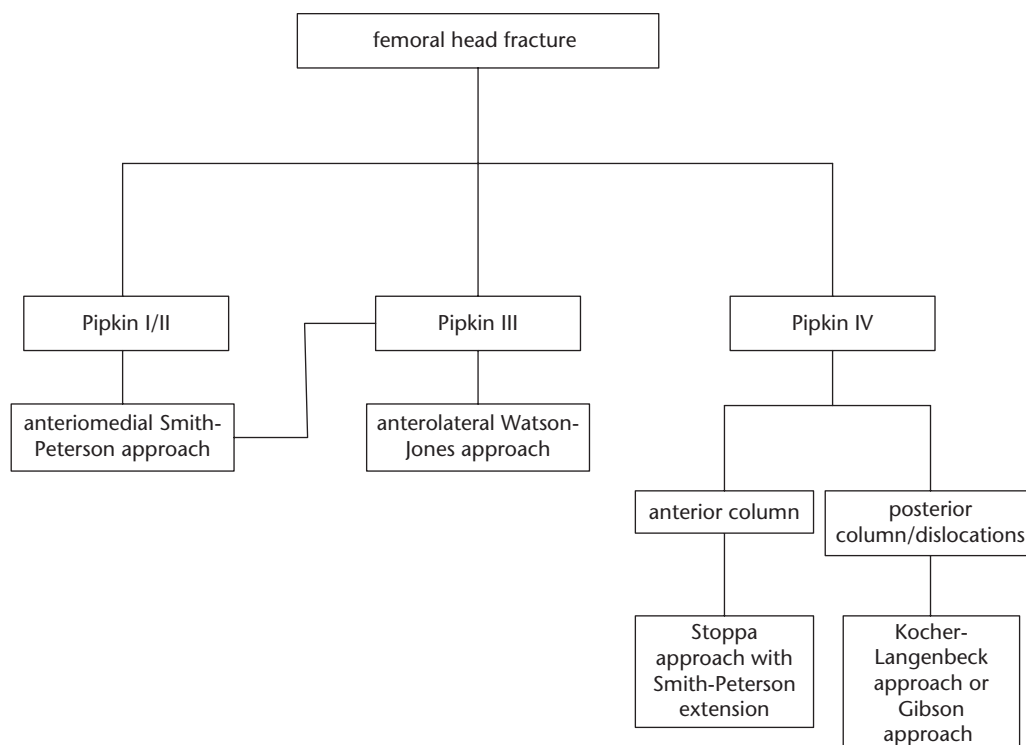 femoral head fracture
Pipkin I/II
Pipkin III
Pipkin IV
anteriomedial Smith-
Peterson approach
anterolateral Watson-
Jones approach
anterior column
posterior
column/dislocations
Stoppa
approach with
Smith-Peterson
extension
Kocher-
Langenbeck
approach or
Gibson
approach